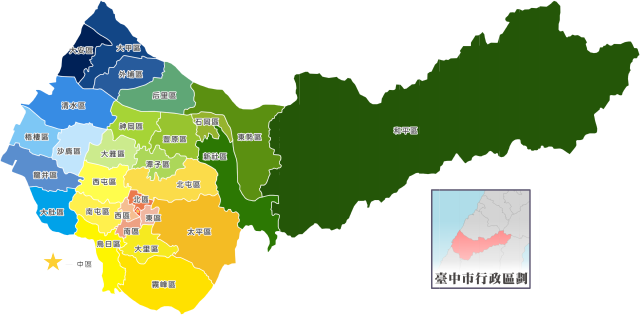 大安區
大甲區
外埔區
后里區
清水區
神岡區
石岡區
東勢區
和平區
梧棲區
沙鹿區
豐原區
大雅區
新社區
潭子區
龍井區
西屯區
北屯區
大肚區
南屯區
西區
北區
東區
南區
太平區
烏日區
大里區
中區
霧峰區
臺中市行政區劃